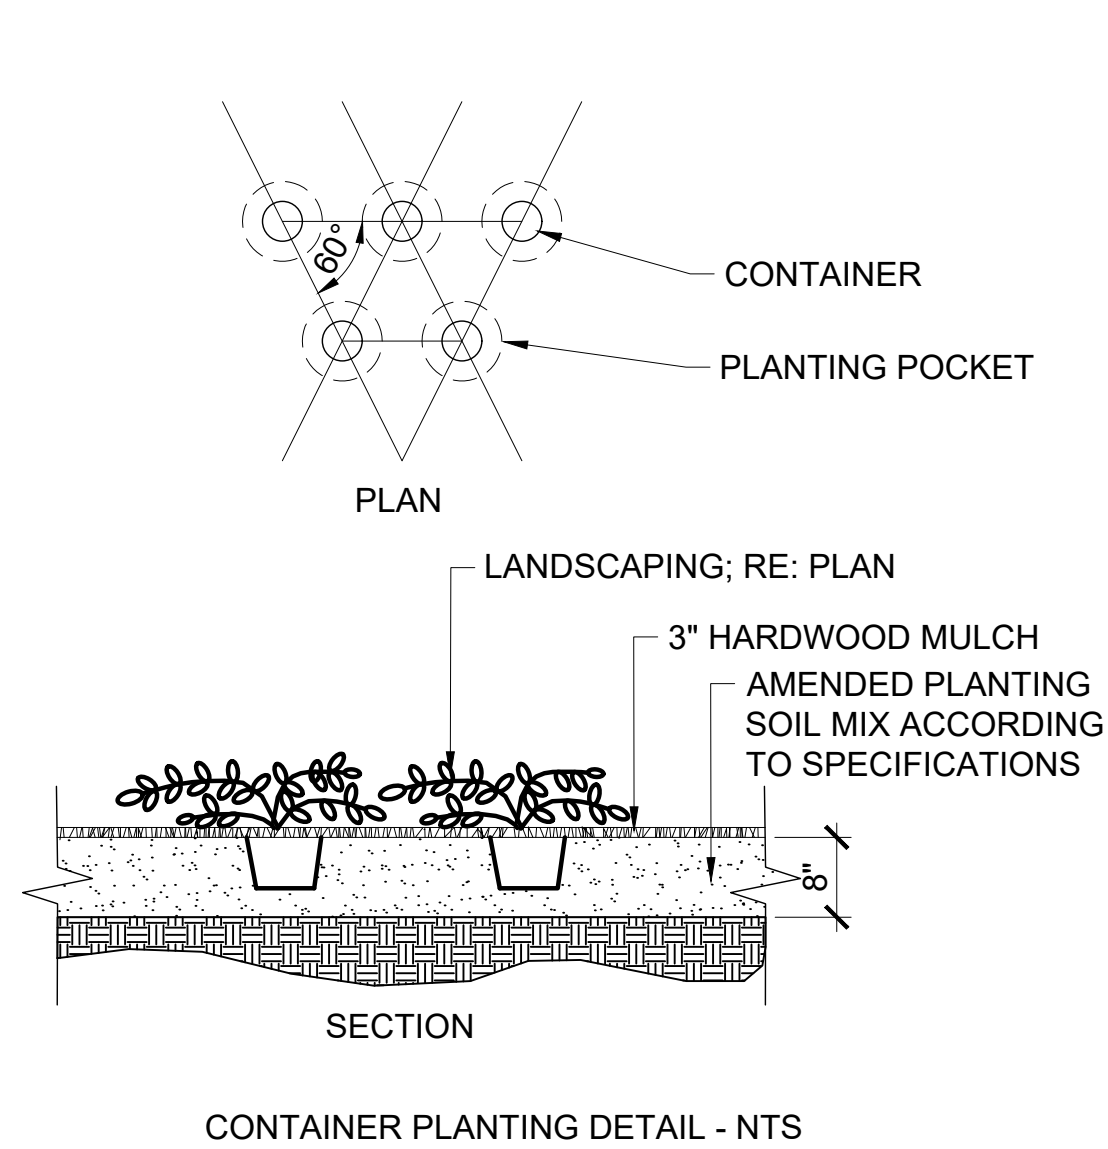 60°
CONTAINER
PLANTING POCKET
PLAN
LANDSCAPING; RE: PLAN
3" HARDWOOD MULCH
AMENDED PLANTING
SOIL MIX ACCORDING
TO SPECIFICATIONS
8"
SECTION
CONTAINER PLANTING DETAIL - NTS